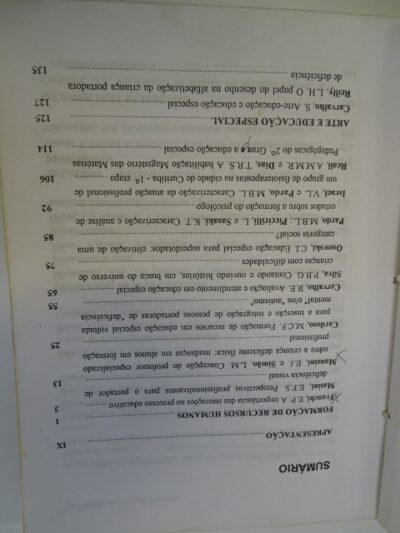 SUMÁRIO
APRESENTAÇÃO ........ IX
FORMAÇÃO DE RECURSOS HUMANOS ........ 1
Franchi, E.P. A importância das interações no processo educativo ........ 3
Masini, E.F.S. Perspectivas profissionalizantes para o portador de
deficiência visual ........ 13
Manzini, E.J. e Simão, L.M. Concepção do professor especializado
sobre a criança deficiente física: mudanças em alunos em formação
profissional ........ 25
Cardoso, M.C.F. Formação de recursos em educação especial voltada
para a inserção e integração de pessoas portadoras de "deficiência
mental" e/ou "autismo" ........ 55
Carvalho, R.E. Avaliação e atendimento em educação especial ........ 65
Silva, P.B.G. Contando e ouvindo histórias, em busca do universo de
crianças com dificuldades ........ 75
Osowski, C.I. Educação especial para superdotados: elitização de uma
categoria social? ........ 85
Pardo, M.B.L.; Piccirilli, L. e Sasaki, K.T. Caracterização e análise de
estudos sobre a formação do psicólogo ........ 92
Israel, V.L. e Pardo, M.B.L. Caracterização da atuação profissional de
um grupo de fisioterapeutas na cidade de Curitiba - 1ª etapa ........ 106
Reali, A.M.M.R. e Dias, T.R.S. A habilitação Magistério das Matérias
Pedagógicas do 2º Grau e a educação especial ........ 114
ARTE E EDUCAÇÃO ESPECIAL ........ 125
Carvalho, S. Arte-educação e educação especial ........ 127
Reily, L.H. O papel do desenho na alfabetização da criança portadora
de deficiência ........ 135